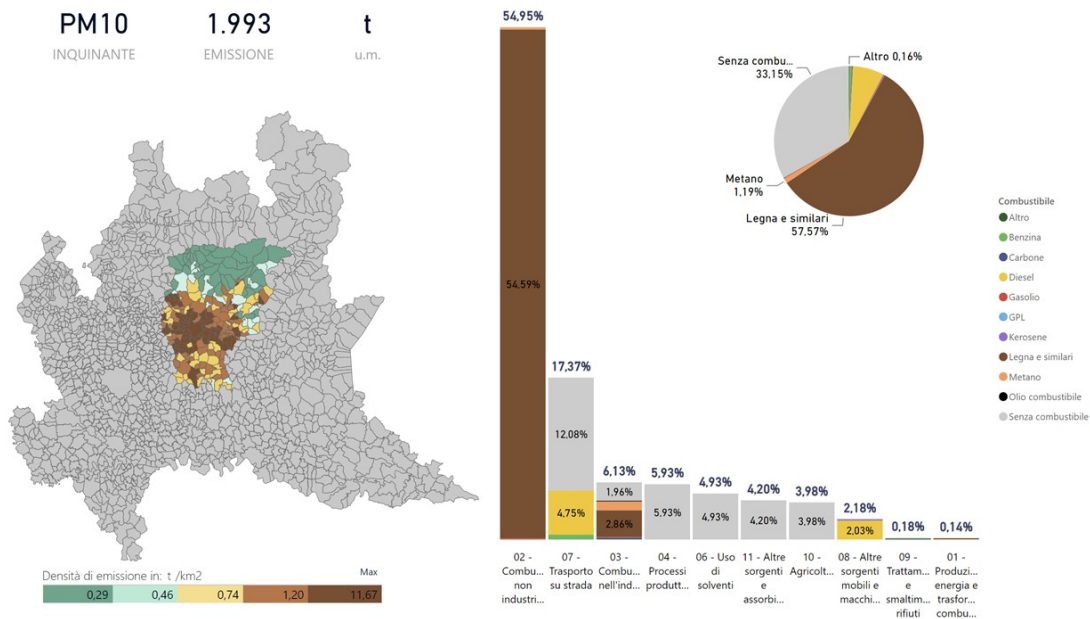 PM10
1.993
t
INQUINANTE
EMISSIONE
u.m.
Densità di emissione in: t /km2
Max
0,29
0,46
0,74
1,20
11,67
54,95%
54,59%
17,37%
12,08%
4,75%
6,13%
1,96%
2,86%
5,93%
5,93%
4,93%
4,93%
4,20%
4,20%
3,98%
3,98%
2,18%
2,03%
0,18%
0,14%
02 -
Combu...
non
industri...
07 -
Trasporto
su strada
03 -
Combu...
nell'ind...
04 -
Processi
produtt...
06 - Uso
di
solventi
11 - Altre
sorgenti
e
assorbi...
10 -
Agricolt...
08 - Altre
sorgenti
mobili e
macchi...
09 -
Trattam...
e
smaltim...
rifiuti
01 -
Produzi...
energia e
trasfor...
combu...
Senza combu...
33,15%
Altro 0,16%
Metano
1,19%
Legna e similari
57,57%
Combustibile
Altro
Benzina
Carbone
Diesel
Gasolio
GPL
Kerosene
Legna e similari
Metano
Olio combustibile
Senza combustibile